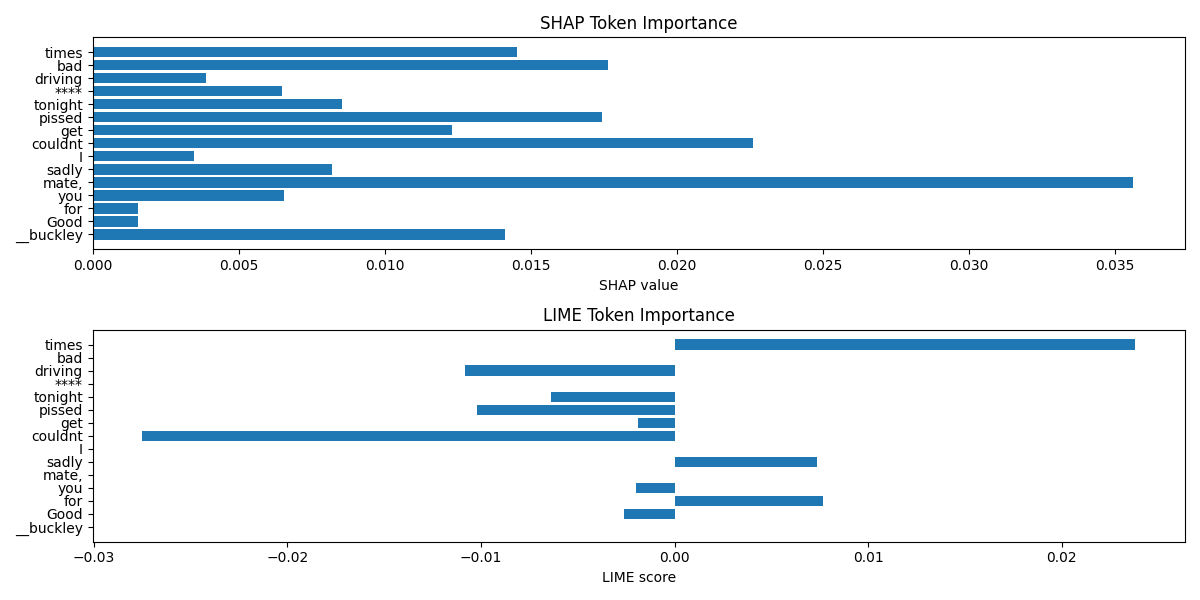 SHAP Token Importance
times
bad
driving
****
tonight
pissed
get
couldnt
I
sadly
mate,
you
for
Good
__buckley
0.000 0.005 0.010 0.015 0.020 0.025 0.030 0.035
SHAP value
LIME Token Importance
times
bad
driving
****
tonight
pissed
get
couldnt
I
sadly
mate,
you
for
Good
__buckley
−0.03 −0.02 −0.01 0.00 0.01 0.02
LIME score